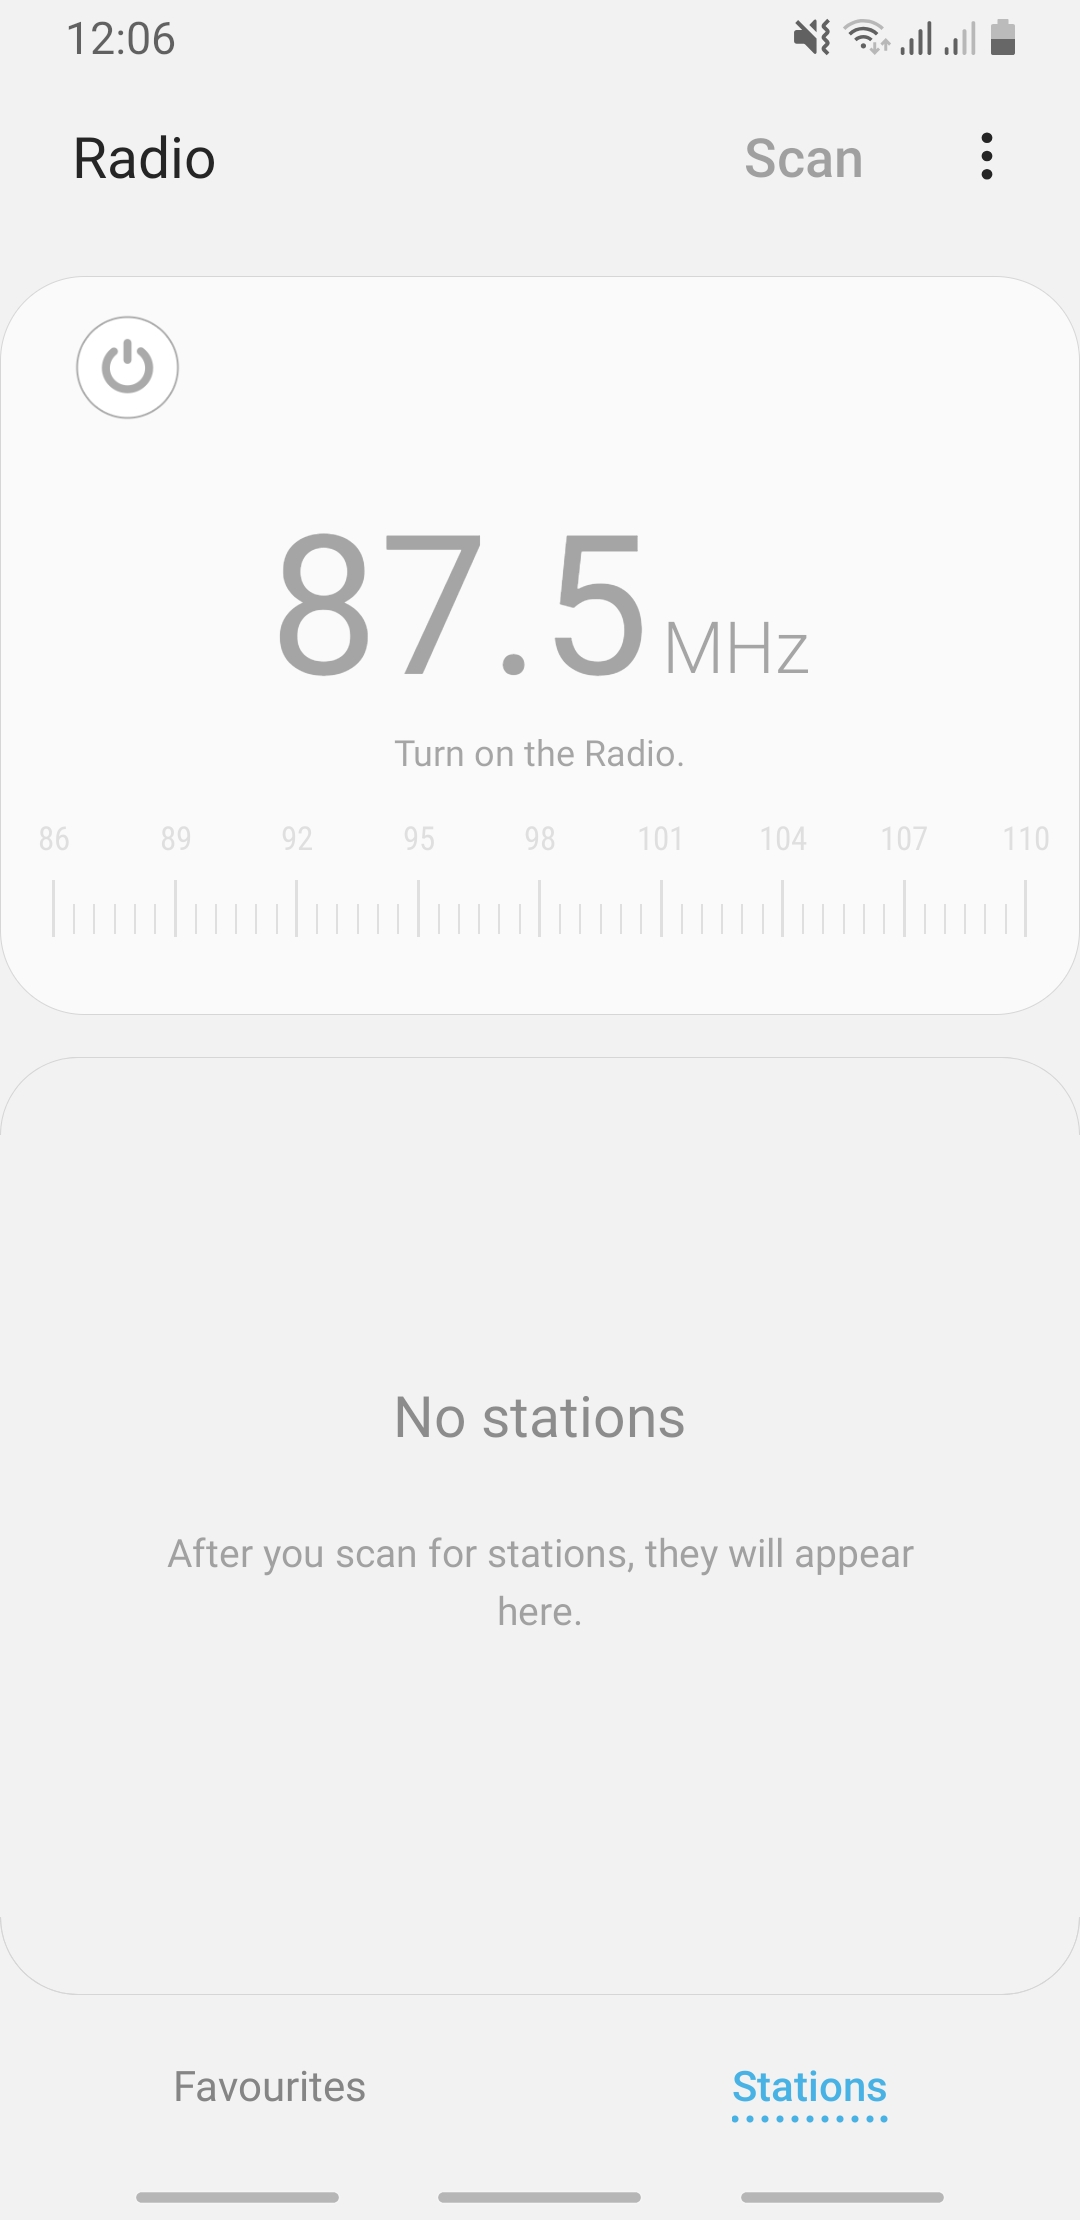 12:06
Radio
Scan
87.5 MHz
Turn on the Radio.
86 89 92 95 98 101 104 107 110
No stations
After you scan for stations, they will appear
here.
Favourites
Stations